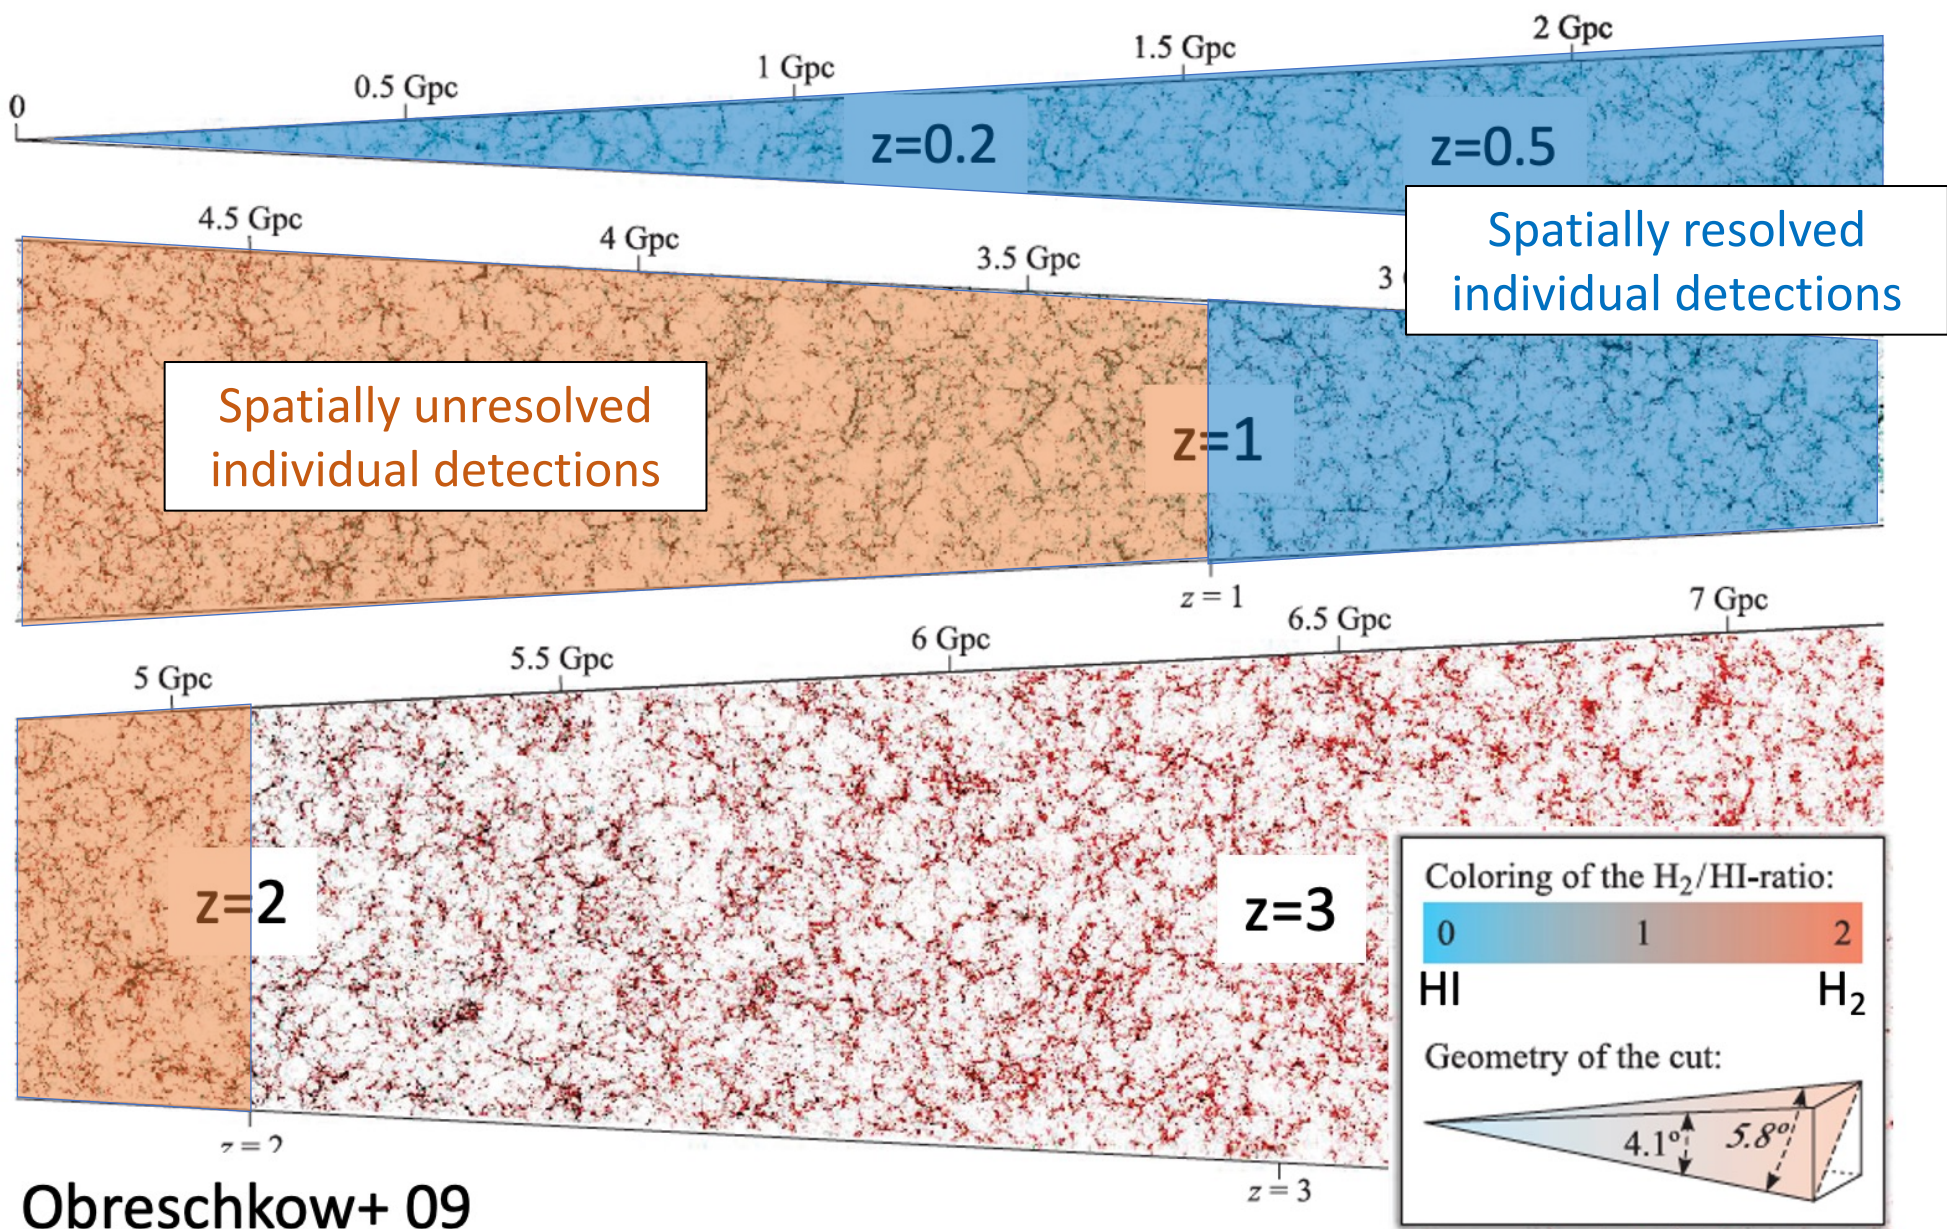 0
0.5 Gpc
1 Gpc
1.5 Gpc
2 Gpc
z=0.2
z=0.5
Spatially resolved
individual detections
4.5 Gpc
4 Gpc
3.5 Gpc
3
Spatially unresolved
individual detections
z=1
z = 1
5 Gpc
5.5 Gpc
6 Gpc
6.5 Gpc
7 Gpc
z=2
z=3
z = 2
z = 3
Coloring of the H₂/HI-ratio:
0 1 2
HI H₂
Geometry of the cut:
4.1° 5.8°
Obreschkow+ 09